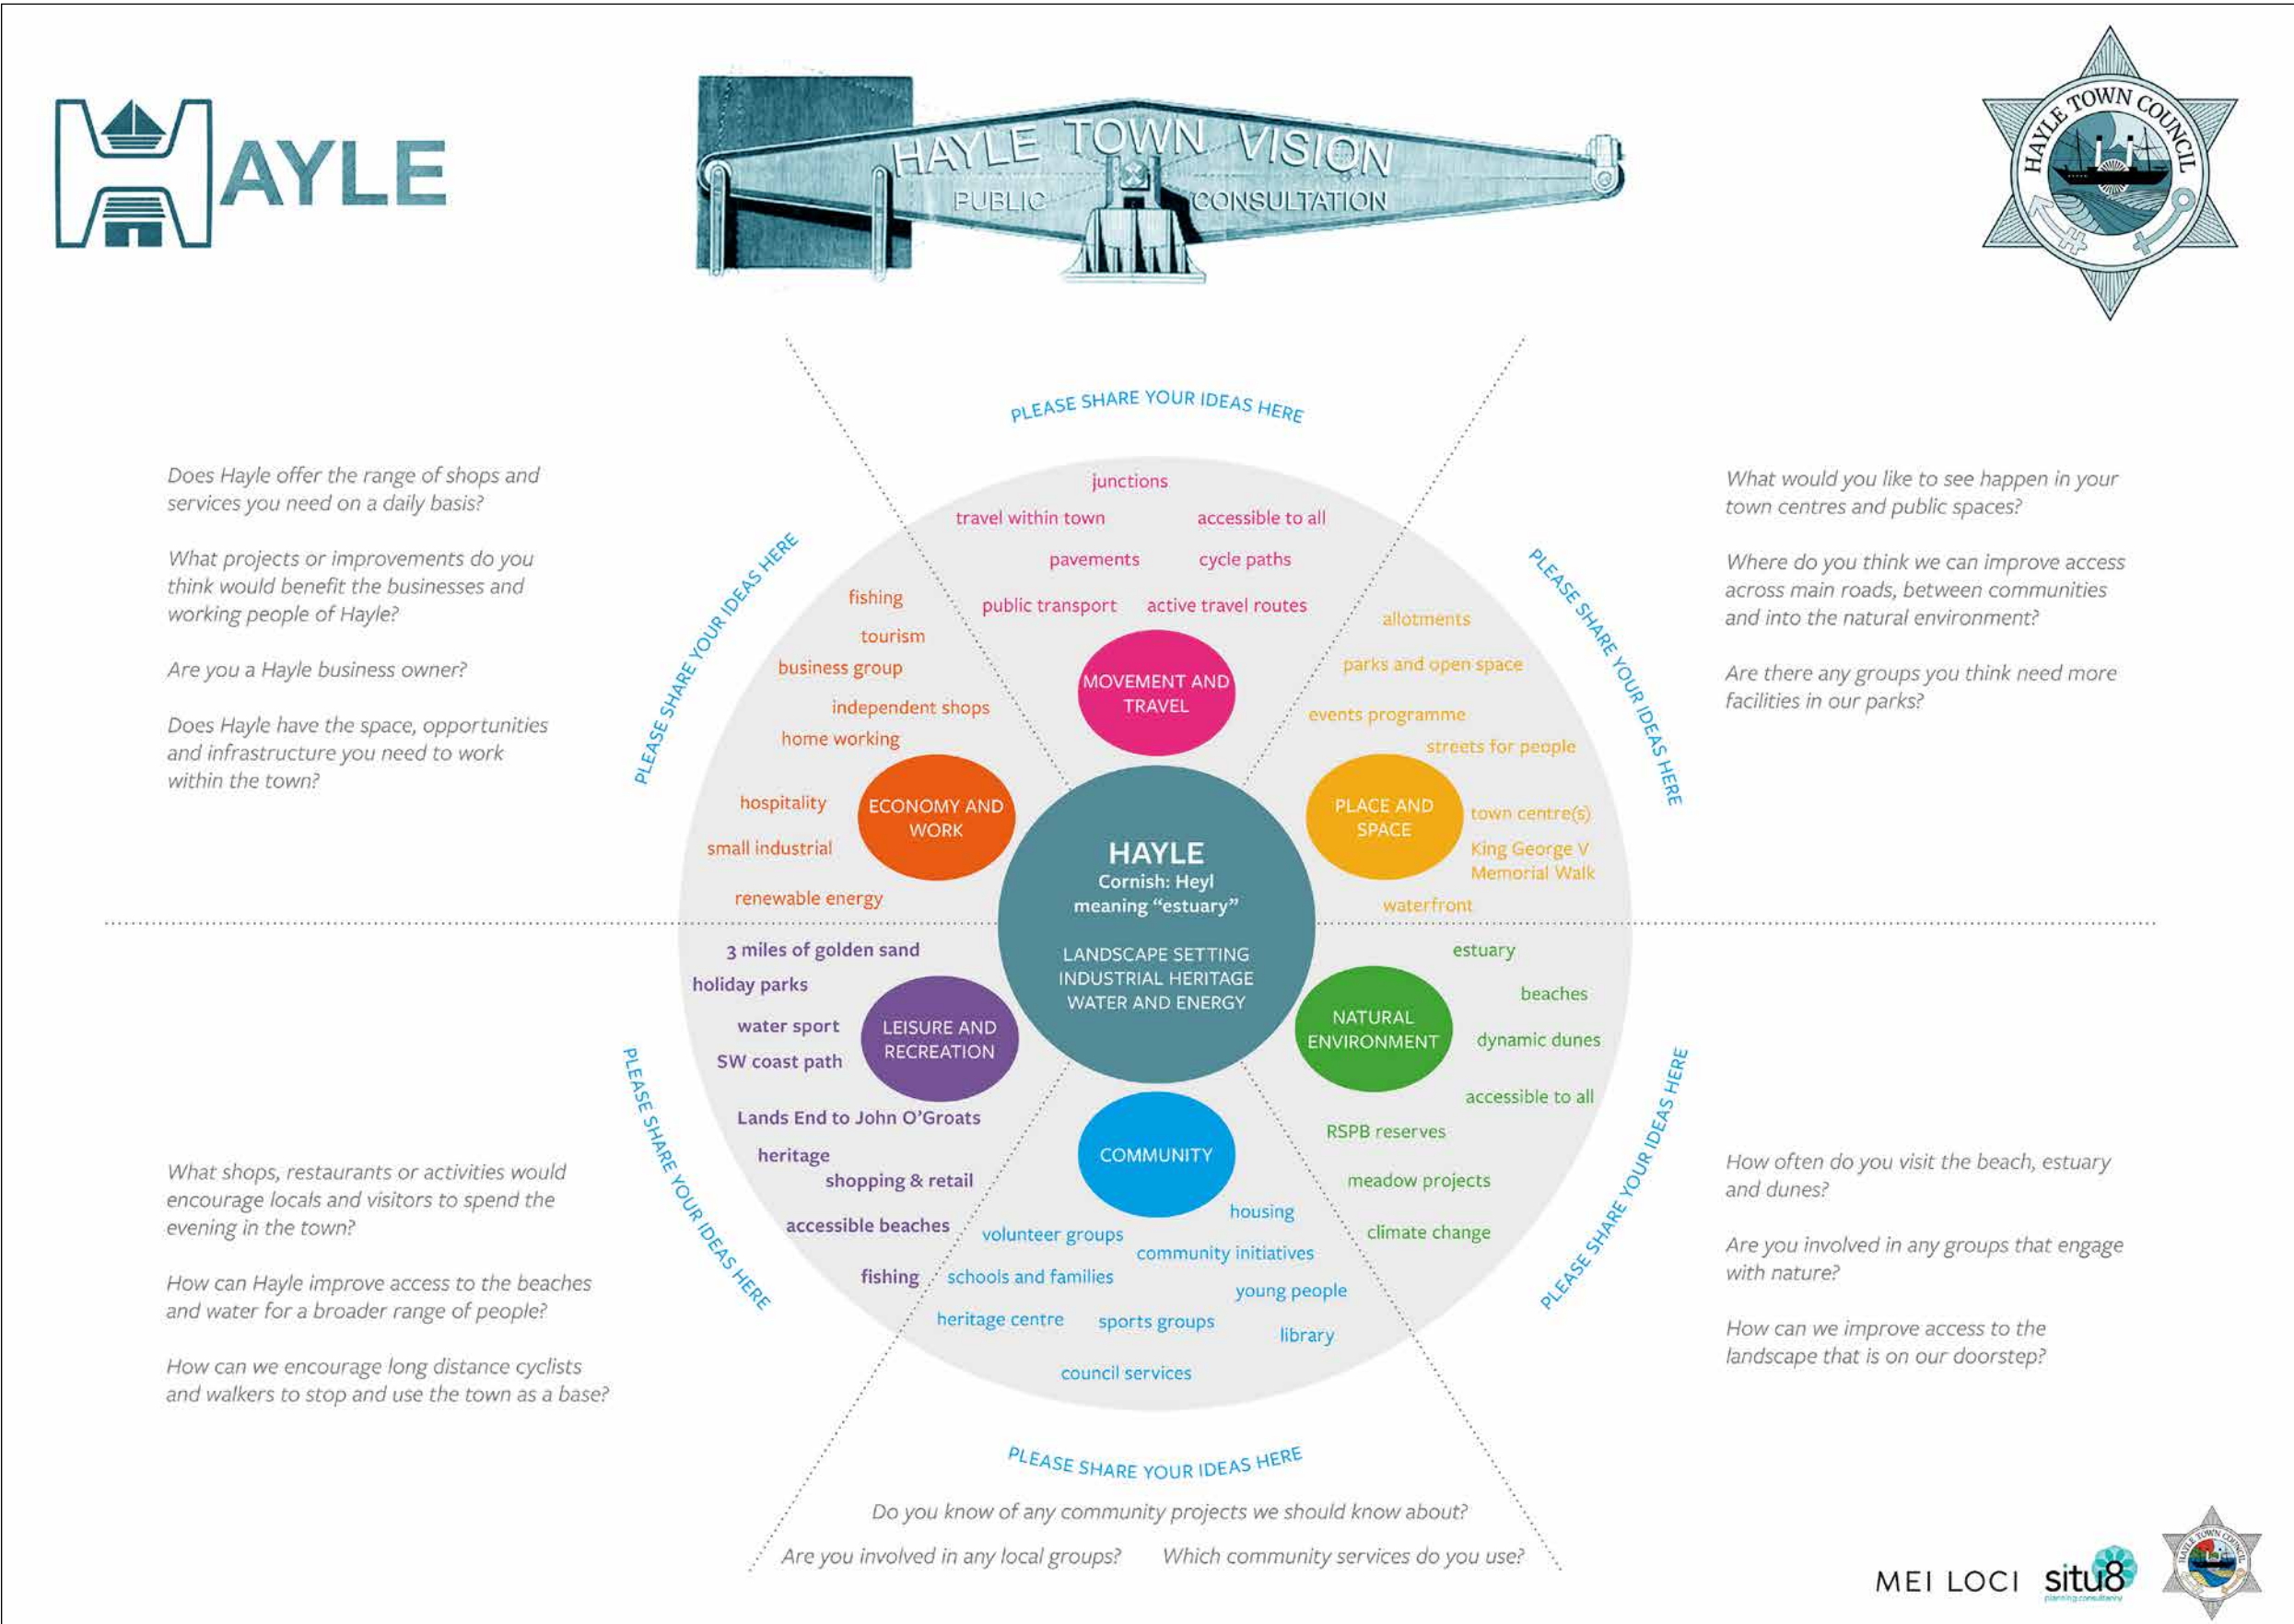 HAYLE
HAYLE TOWN VISION
PUBLIC CONSULTATION
HAYLE TOWN COUNCIL
PLEASE SHARE YOUR IDEAS HERE
junctions
travel within town
accessible to all
pavements
cycle paths
public transport
active travel routes
MOVEMENT AND
TRAVEL
Does Hayle offer the range of shops and
services you need on a daily basis?
What projects or improvements do you
think would benefit the businesses and
working people of Hayle?
Are you a Hayle business owner?
Does Hayle have the space, opportunities
and infrastructure you need to work
within the town?
PLEASE SHARE YOUR IDEAS HERE
fishing
tourism
business group
independent shops
home working
hospitality
small industrial
renewable energy
ECONOMY AND
WORK
What would you like to see happen in your
town centres and public spaces?
Where do you think we can improve access
across main roads, between communities
and into the natural environment?
Are there any groups you think need more
facilities in our parks?
PLEASE SHARE YOUR IDEAS HERE
allotments
parks and open space
events programme
streets for people
town centre(s)
King George V
Memorial Walk
waterfront
PLACE AND
SPACE
HAYLE
Cornish: Heyl
meaning “estuary”
LANDSCAPE SETTING
INDUSTRIAL HERITAGE
WATER AND ENERGY
3 miles of golden sand
holiday parks
water sport
SW coast path
Lands End to John O’Groats
heritage
shopping & retail
accessible beaches
fishing
LEISURE AND
RECREATION
PLEASE SHARE YOUR IDEAS HERE
What shops, restaurants or activities would
encourage locals and visitors to spend the
evening in the town?
How can Hayle improve access to the beaches
and water for a broader range of people?
How can we encourage long distance cyclists
and walkers to stop and use the town as a base?
estuary
beaches
dynamic dunes
accessible to all
RSPB reserves
meadow projects
climate change
NATURAL
ENVIRONMENT
PLEASE SHARE YOUR IDEAS HERE
How often do you visit the beach, estuary
and dunes?
Are you involved in any groups that engage
with nature?
How can we improve access to the
landscape that is on our doorstep?
COMMUNITY
housing
volunteer groups
community initiatives
schools and families
young people
heritage centre
sports groups
library
council services
PLEASE SHARE YOUR IDEAS HERE
Do you know of any community projects we should know about?
Are you involved in any local groups?
Which community services do you use?
MEI LOCI
situ8
planning consultancy
HAYLE TOWN COUNCIL